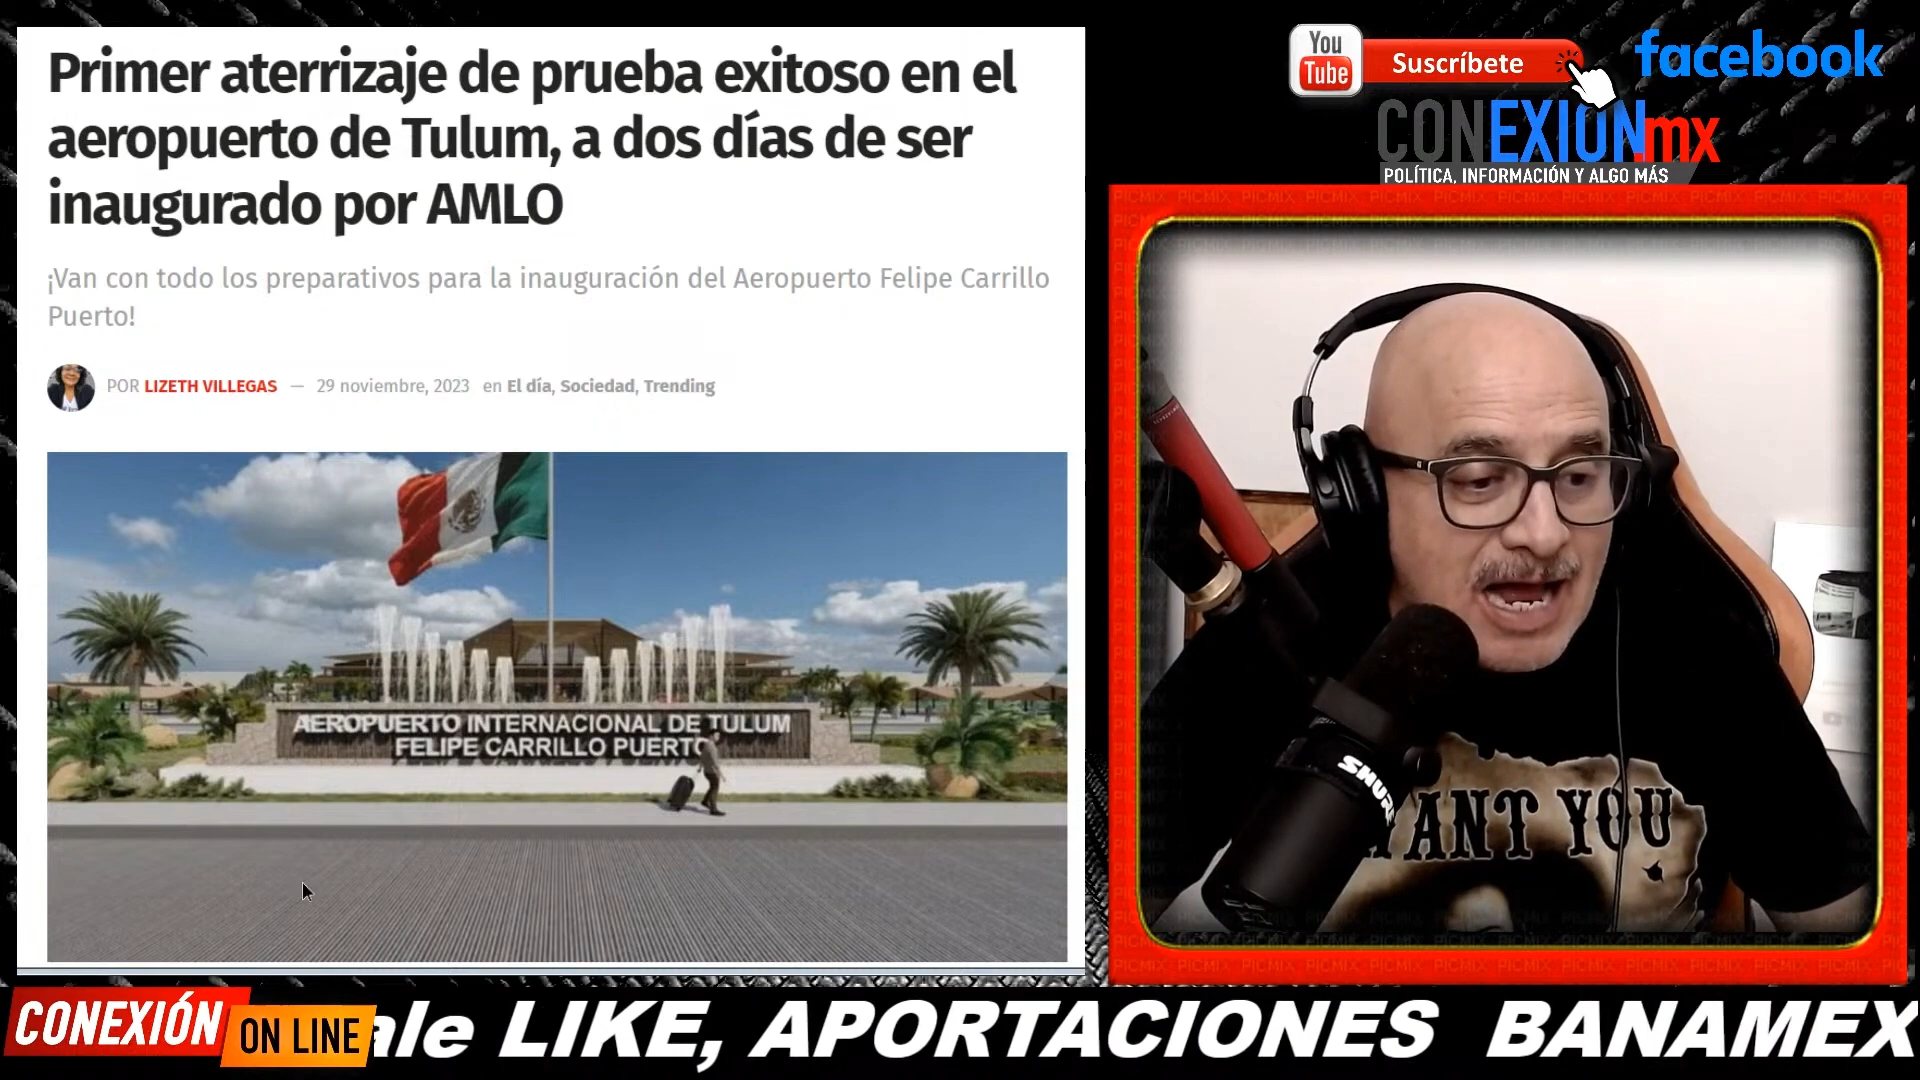 Primer aterrizaje de prueba exitoso en el
aeropuerto de Tulum, a dos días de ser
inaugurado por AMLO
¡Van con todo los preparativos para la inauguración del Aeropuerto Felipe Carrillo
Puerto!
POR LIZETH VILLEGAS — 29 noviembre, 2023 en El día, Sociedad, Trending
AEROPUERTO INTERNACIONAL DE TULUM
FELIPE CARRILLO PUERTO
You
Tube
Suscríbete
facebook
CONEXIÓN.mx
POLÍTICA, INFORMACIÓN Y ALGO MÁS
SHURE
WANT YOU
CONEXIÓN
ON LINE
ale LIKE, APORTACIONES BANAMEX